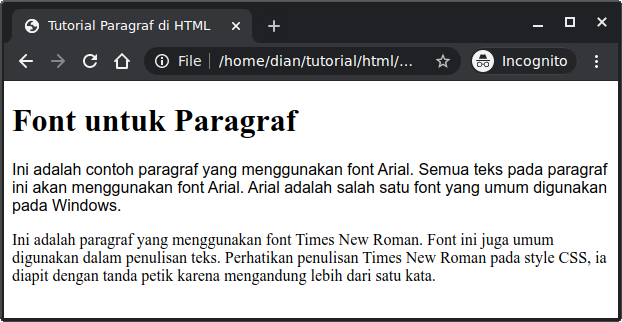 Tutorial Paragraf di HTML
File
/home/dian/tutorial/html/...
Incognito
Font untuk Paragraf
Ini adalah contoh paragraf yang menggunakan font Arial. Semua teks pada paragraf
ini akan menggunakan font Arial. Arial adalah salah satu font yang umum digunakan
pada Windows.
Ini adalah paragraf yang menggunakan font Times New Roman. Font ini juga umum
digunakan dalam penulisan teks. Perhatikan penulisan Times New Roman pada style CSS, ia
diapit dengan tanda petik karena mengandung lebih dari satu kata.